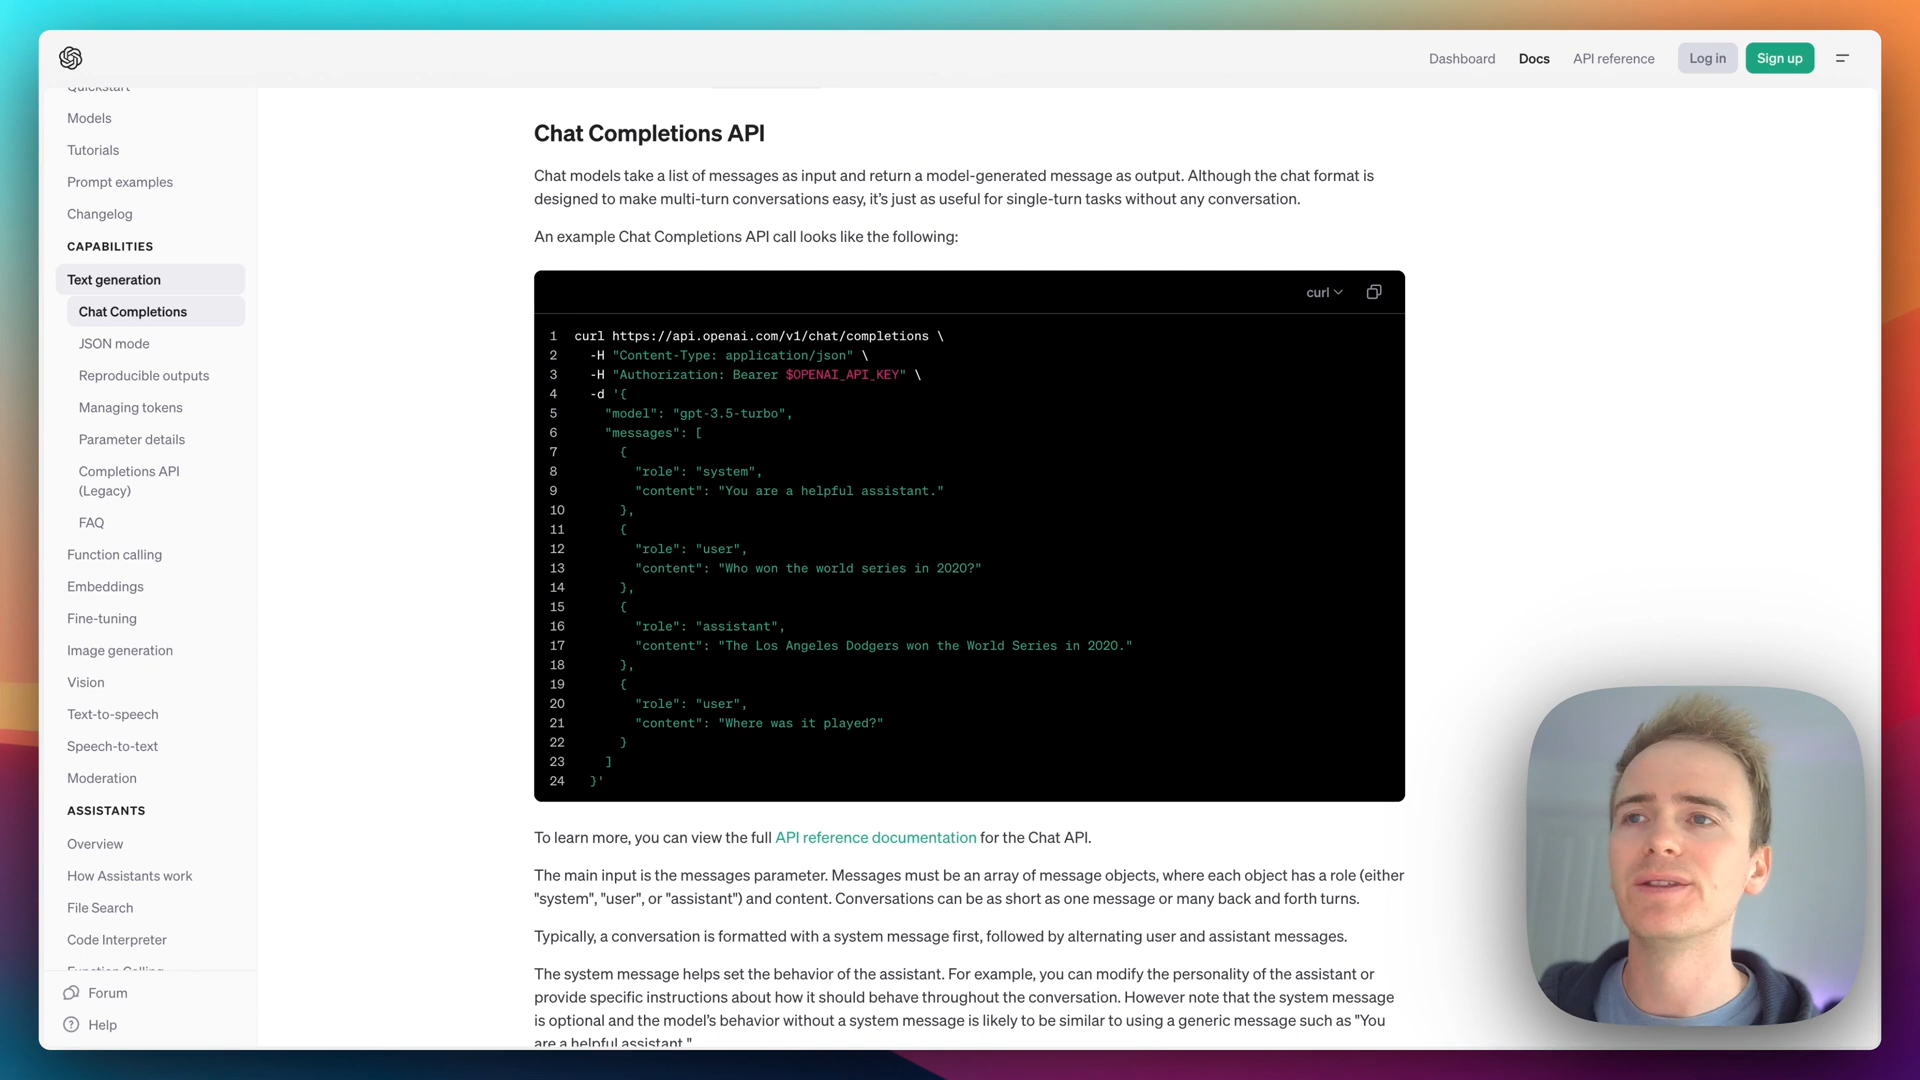 Dashboard
Docs
API reference
Log in
Sign up
Quickstart
Models
Tutorials
Prompt examples
Changelog
CAPABILITIES
Text generation
Chat Completions
JSON mode
Reproducible outputs
Managing tokens
Parameter details
Completions API
(Legacy)
FAQ
Function calling
Embeddings
Fine-tuning
Image generation
Vision
Text-to-speech
Speech-to-text
Moderation
ASSISTANTS
Overview
How Assistants work
File Search
Code Interpreter
Function Calling
Forum
Help
Chat Completions API
Chat models take a list of messages as input and return a model-generated message as output. Although the chat format is
designed to make multi-turn conversations easy, it’s just as useful for single-turn tasks without any conversation.
An example Chat Completions API call looks like the following:
curl
1 curl https://api.openai.com/v1/chat/completions \
2 -H "Content-Type: application/json" \
3 -H "Authorization: Bearer $OPENAI_API_KEY" \
4 -d '{
5 "model": "gpt-3.5-turbo",
6 "messages": [
7 {
8 "role": "system",
9 "content": "You are a helpful assistant."
10 },
11 {
12 "role": "user",
13 "content": "Who won the world series in 2020?"
14 },
15 {
16 "role": "assistant",
17 "content": "The Los Angeles Dodgers won the World Series in 2020."
18 },
19 {
20 "role": "user",
21 "content": "Where was it played?"
22 }
23 ]
24 }'
To learn more, you can view the full API reference documentation for the Chat API.
The main input is the messages parameter. Messages must be an array of message objects, where each object has a role (either
"system", "user", or "assistant") and content. Conversations can be as short as one message or many back and forth turns.
Typically, a conversation is formatted with a system message first, followed by alternating user and assistant messages.
The system message helps set the behavior of the assistant. For example, you can modify the personality of the assistant or
provide specific instructions about how it should behave throughout the conversation. However note that the system message
is optional and the model’s behavior without a system message is likely to be similar to using a generic message such as "You
are a helpful assistant."